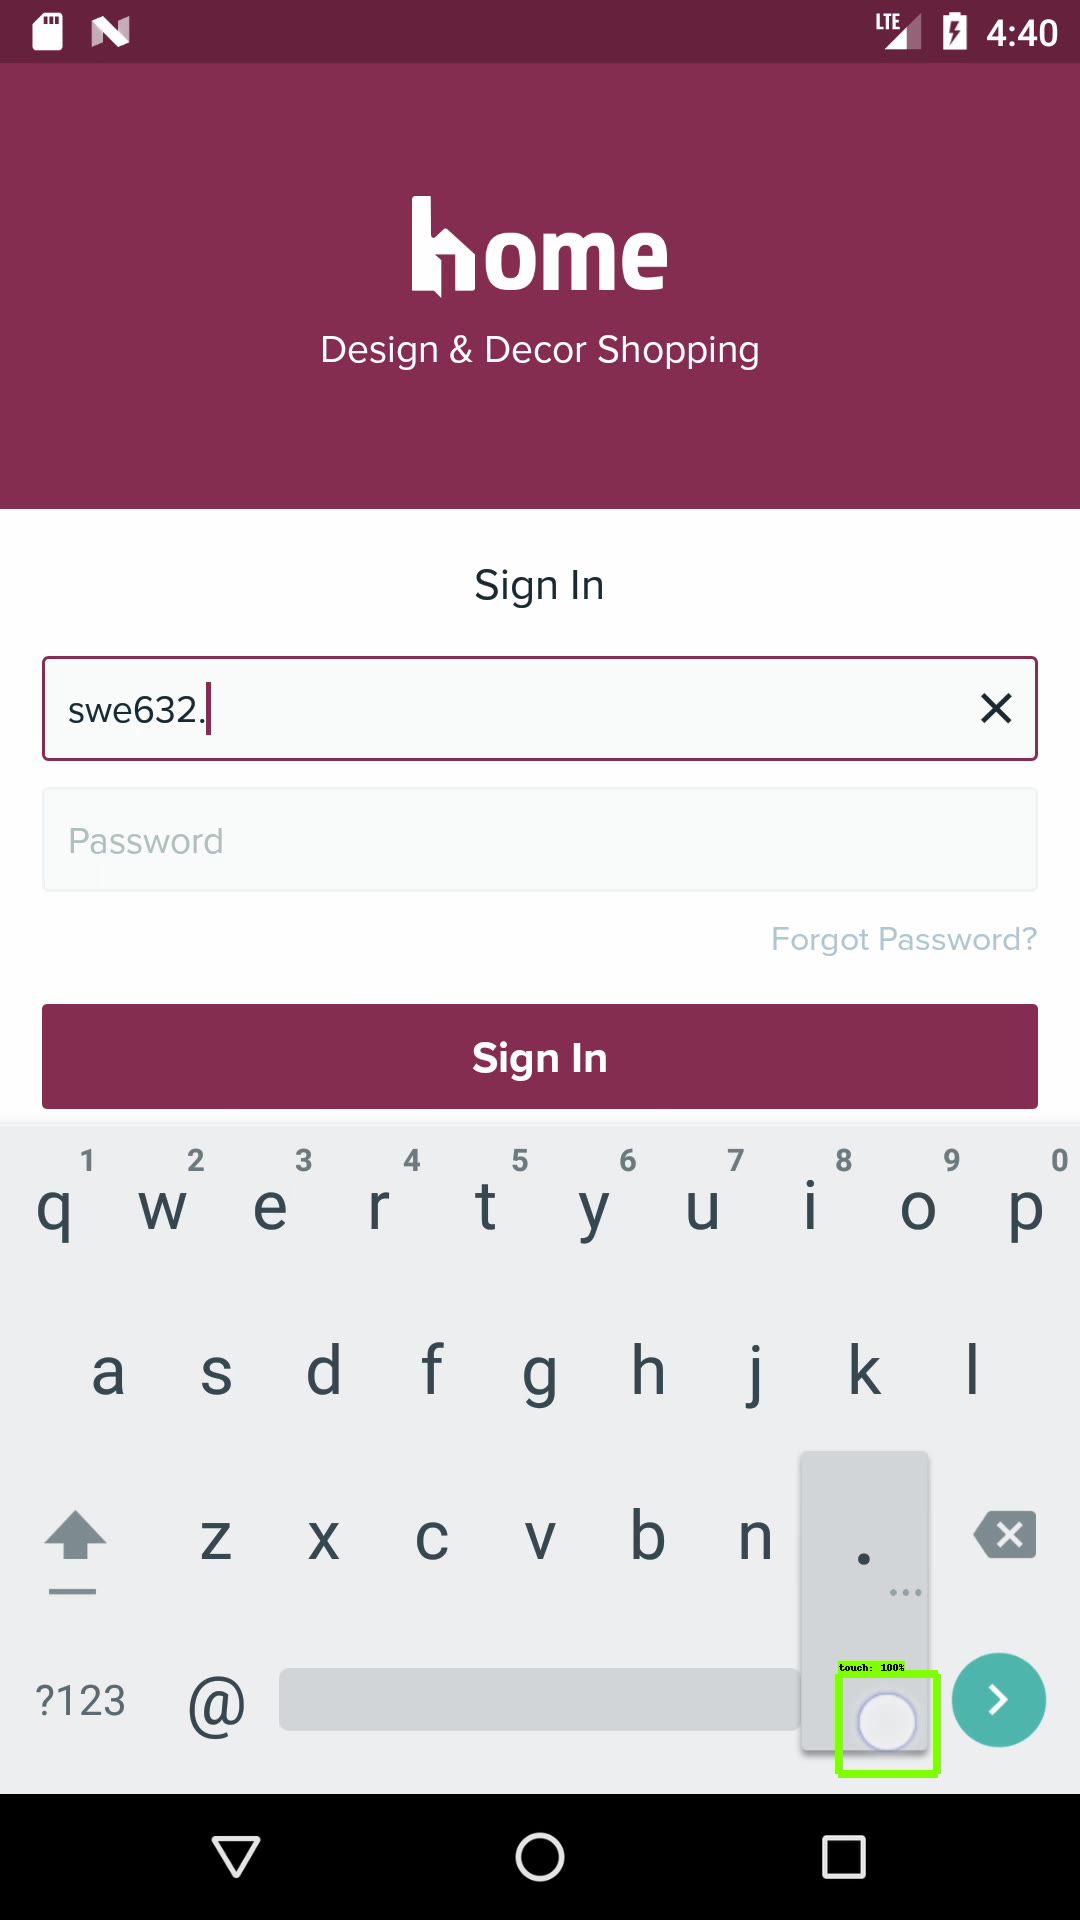 LTE 4:40
home
Design & Decor Shopping
Sign In
swe632.
Password
Forgot Password?
Sign In
1 2 3 4 5 6 7 8 9 0
q w e r t y u i o p
a s d f g h j k l
z x c v b n .
...
touch: 100%
?123 @